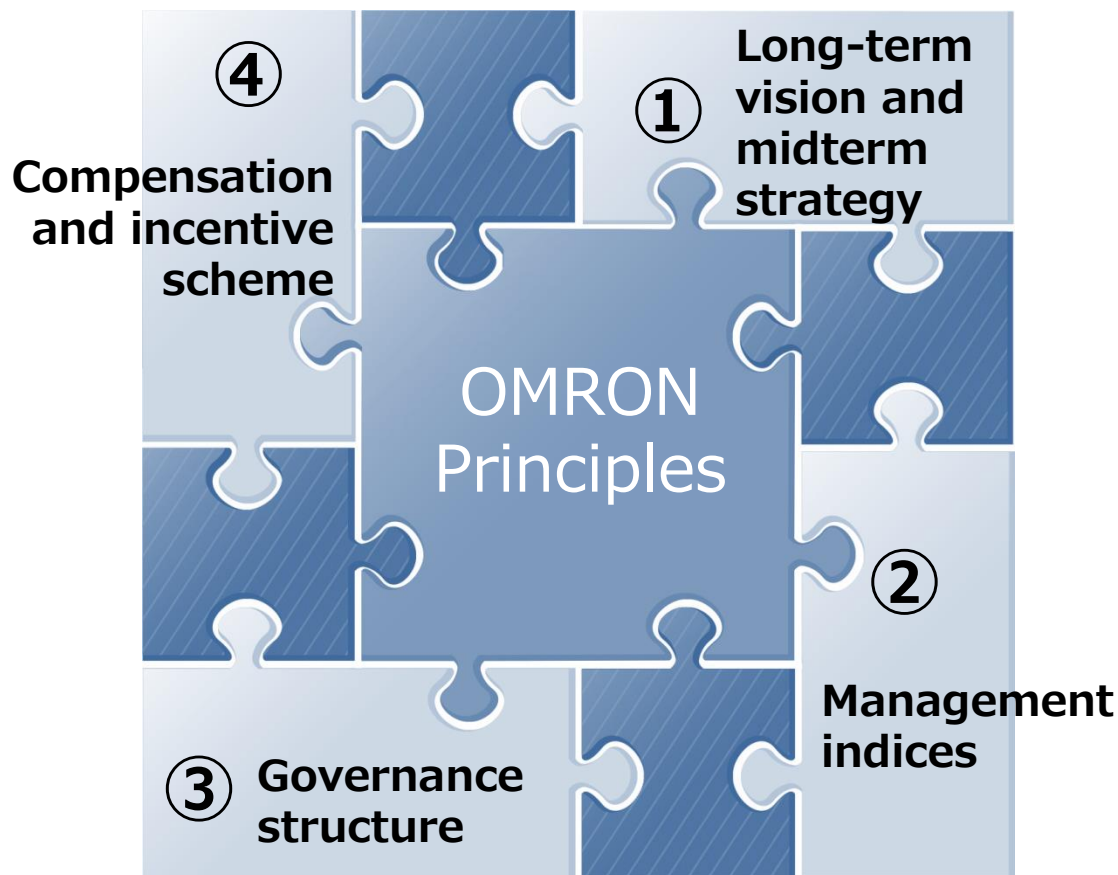 ①
Long-term
vision and
midterm
strategy
②
Management
indices
③
Governance
structure
④
Compensation
and incentive
scheme
OMRON
Principles